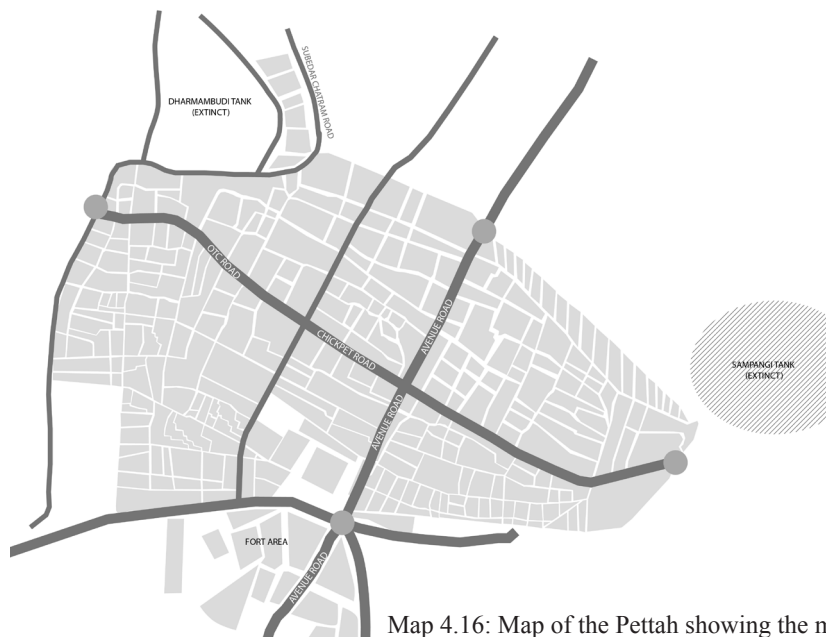 SUBEDAR CHATRAM ROAD
DHARMAMBUDI TANK
(EXTINCT)
OTC ROAD
CHICKPET ROAD
AVENUE ROAD
AVENUE ROAD
SAMPANGI TANK
(EXTINCT)
FORT AREA
AVENUE ROAD
Map 4.16: Map of the Pettah showing the